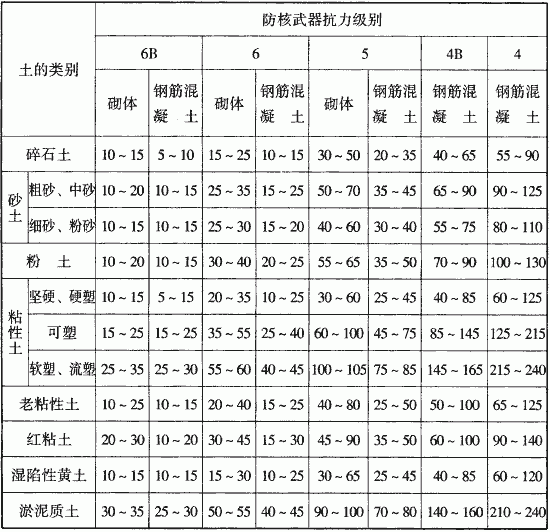 土的类别 防核武器抗力级别
6B 6 5 4B 4
砌体 钢筋混凝 土 砌体 钢筋混凝 土 砌体 钢筋混凝 土 钢筋混凝 土 钢筋混凝 土
碎石土 10～15 5～10 15～25 10～15 30～50 20～35 40～65 55～90
砂土 粗砂、中砂 10～20 10～15 25～35 15～25 50～70 35～45 65～90 90～125
细砂、粉砂 10～15 10～15 25～30 15～20 40～60 30～40 55～75 80～110
粉 土 10～20 10～15 30～40 20～25 55～65 35～50 70～90 100～130
粘性土 坚硬、硬塑 10～15 5～15 20～35 10～25 30～60 25～45 40～85 60～125
可塑 15～25 15～25 35～55 25～40 60～100 45～75 85～145 125～215
软塑、流塑 25～35 25～30 55～60 40～45 100～105 75～85 145～165 215～240
老粘性土 10～25 10～15 20～40 15～25 40～80 25～50 50～100 65～125
红粘土 20～30 10～20 30～45 15～30 45～90 35～50 60～100 90～140
湿陷性黄土 10～15 10～15 15～30 10～25 30～65 25～45 40～85 60～120
淤泥质土 30～35 25～30 50～55 40～45 90～100 70～80 140～160 210～240